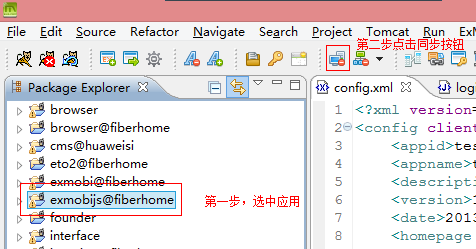 File Edit Source Refactor Navigate Search Project Tomcat Run
第二步点击同步按钮
Package Explorer
browser
browser@fiberhome
cms@huaweisi
eto2@fiberhome
exmobi@fiberhome
exmobijs@fiberhome
founder
interface
第一步，选中应用
config.xml
log
1 <?xml version=
2 <config client
3 <appid>tes
4 <appname>t
5 <descripti
6 <version>1
7 <date>2013
8 <homepage